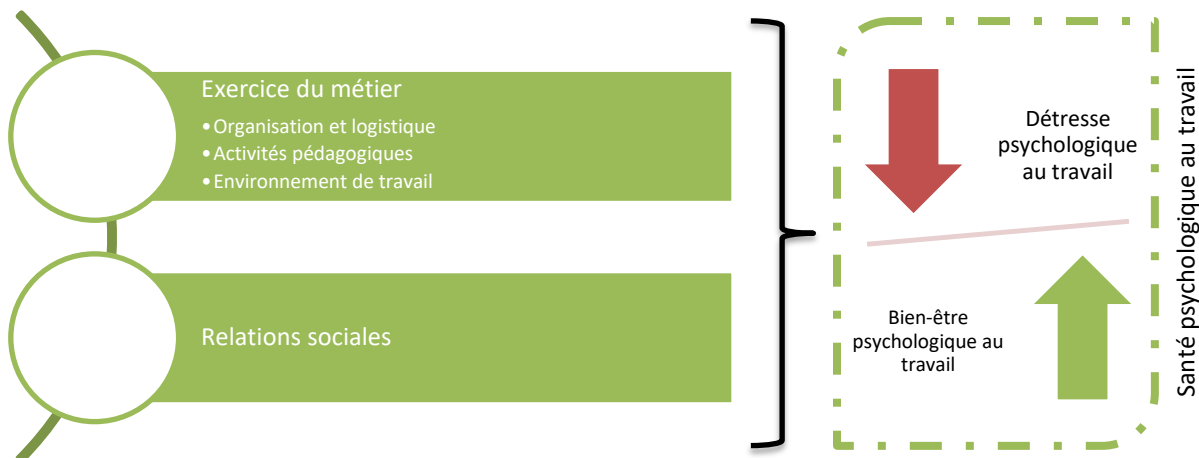 Exercice du métier
•Organisation et logistique
•Activités pédagogiques
•Environnement de travail
Relations sociales
Détresse
psychologique
au travail
Bien-être
psychologique au
travail
Santé psychologique au travail